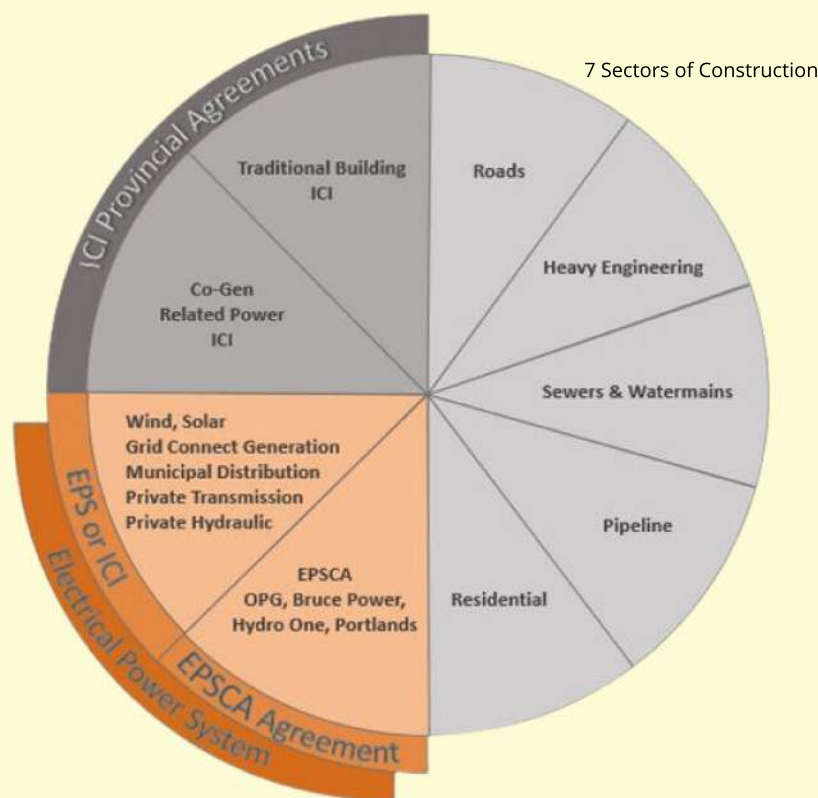 7 Sectors of Construction
ICI Provincial Agreements
Traditional Building
ICI
Roads
Heavy Engineering
Co-Gen
Related Power
ICI
Sewers & Watermains
Wind, Solar
Grid Connect Generation
Municipal Distribution
Private Transmission
Private Hydraulic
EPS or ICI
Electrical Power System
Pipeline
EPSCA
OPG, Bruce Power,
Hydro One, Portlands
Residential
EPSCA Agreement